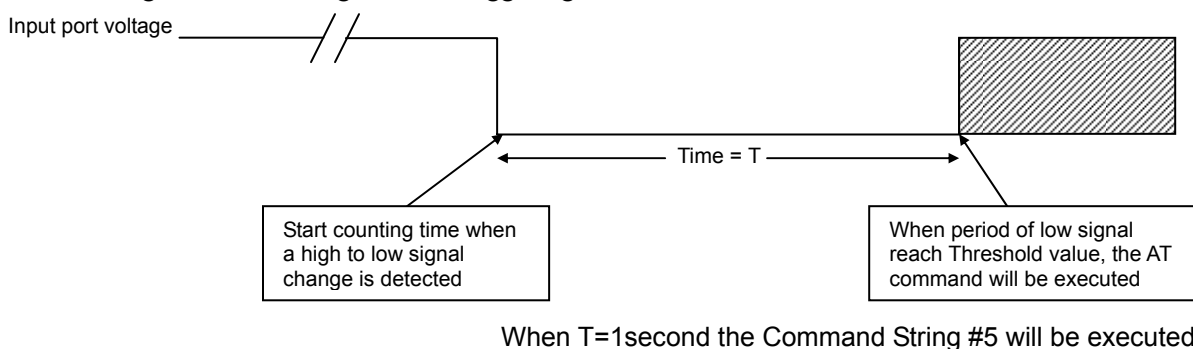 Input port voltage
Time = T
Start counting time when
a high to low signal
change is detected
When period of low signal
reach Threshold value, the AT
command will be executed
When T=1second the Command String #5 will be executed